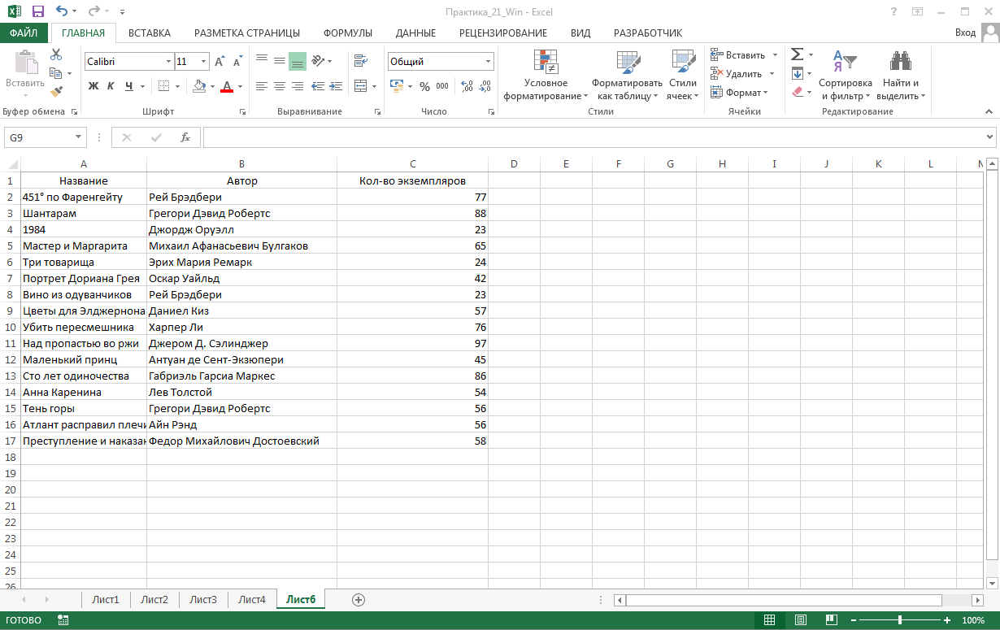 Практика_21_Win - Excel
ФАЙЛ ГЛАВНАЯ ВСТАВКА РАЗМЕТКА СТРАНИЦЫ ФОРМУЛЫ ДАННЫЕ РЕЦЕНЗИРОВАНИЕ ВИД РАЗРАБОТЧИК Вход
Вставить
Буфер обмена
Calibri 11
Ж К Ч
Шрифт
Выравнивание
Общий
% 000
Число
Условное форматирование
Форматировать как таблицу
Стили ячеек
Стили
Вставить
Удалить
Формат
Ячейки
Сортировка и фильтр
Найти и выделить
Редактирование
G9 fx
A B C D E F G H I J K L
1 Название Автор Кол-во экземпляров
2 451° по Фаренгейту Рей Брэдбери 77
3 Шантарам Грегори Дэвид Робертс 88
4 1984 Джордж Оруэлл 23
5 Мастер и Маргарита Михаил Афанасьевич Булгаков 65
6 Три товарища Эрих Мария Ремарк 24
7 Портрет Дориана Грея Оскар Уайльд 42
8 Вино из одуванчиков Рей Брэдбери 23
9 Цветы для Элджернона Даниел Киз 57
10 Убить пересмешника Харпер Ли 76
11 Над пропастью во ржи Джером Д. Сэлинджер 97
12 Маленький принц Антуан де Сент-Экзюпери 45
13 Сто лет одиночества Габриэль Гарсиа Маркес 86
14 Анна Каренина Лев Толстой 54
15 Тень горы Грегори Дэвид Робертс 56
16 Атлант расправил плечи Айн Рэнд 56
17 Преступление и наказан Федор Михайлович Достоевский 58
18
19
20
21
22
23
24
25
26
Лист1 Лист2 Лист3 Лист4 Лист6
ГОТОВО 100%